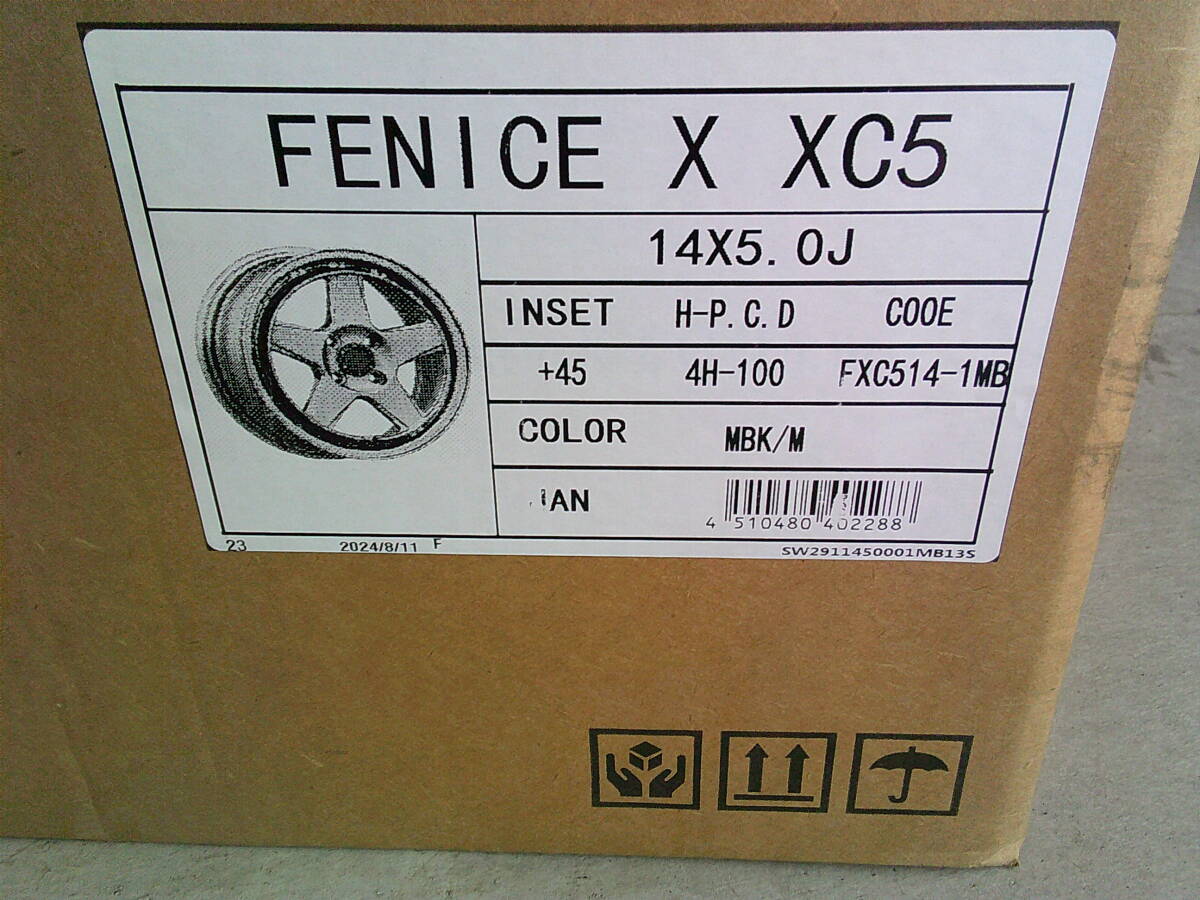 FENICE X XC5
14X5.0J
INSET H-P.C.D COOE
+45 4H-100 FXC514-1MB
COLOR MBK/M
JAN
4 510480 402288
23 2024/8/11 F SW2911450001MB13S